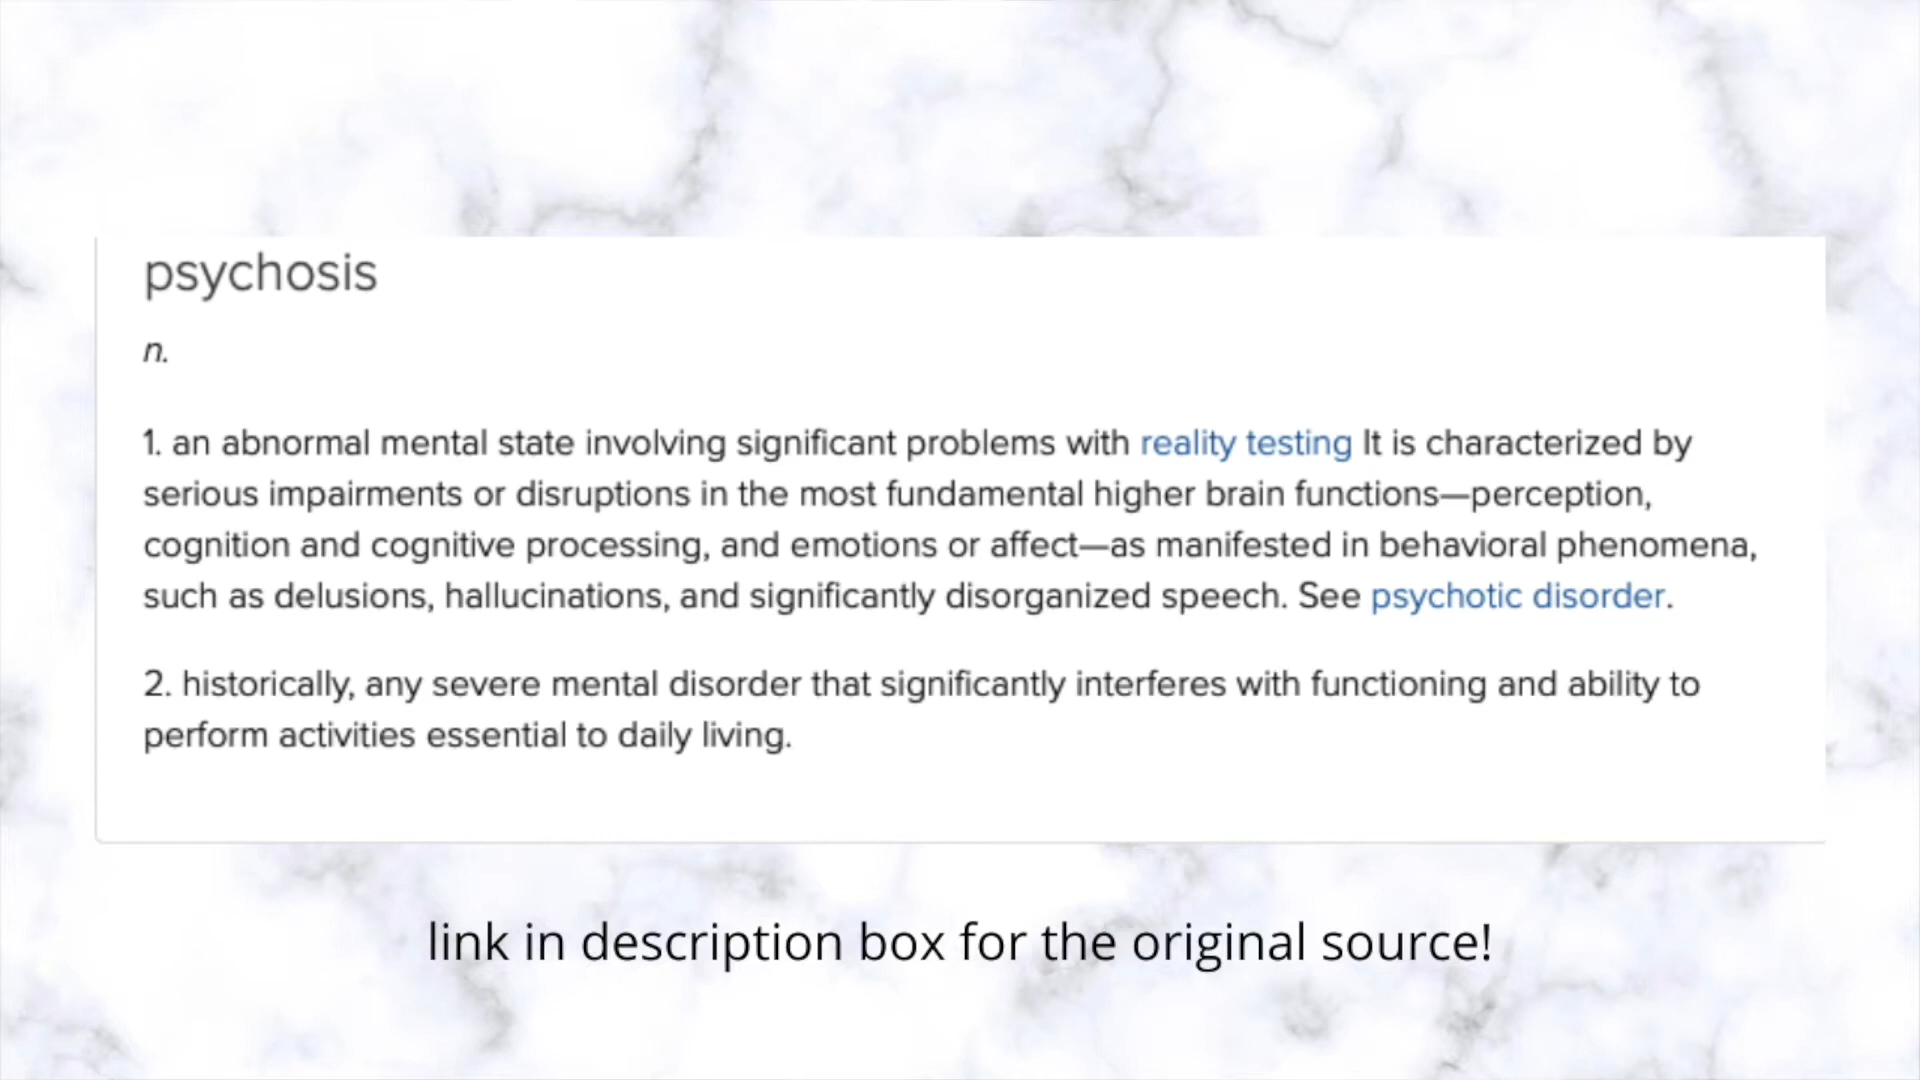 psychosis
n.
1. an abnormal mental state involving significant problems with reality testing It is characterized by
serious impairments or disruptions in the most fundamental higher brain functions—perception,
cognition and cognitive processing, and emotions or affect—as manifested in behavioral phenomena,
such as delusions, hallucinations, and significantly disorganized speech. See psychotic disorder.
2. historically, any severe mental disorder that significantly interferes with functioning and ability to
perform activities essential to daily living.
link in description box for the original source!